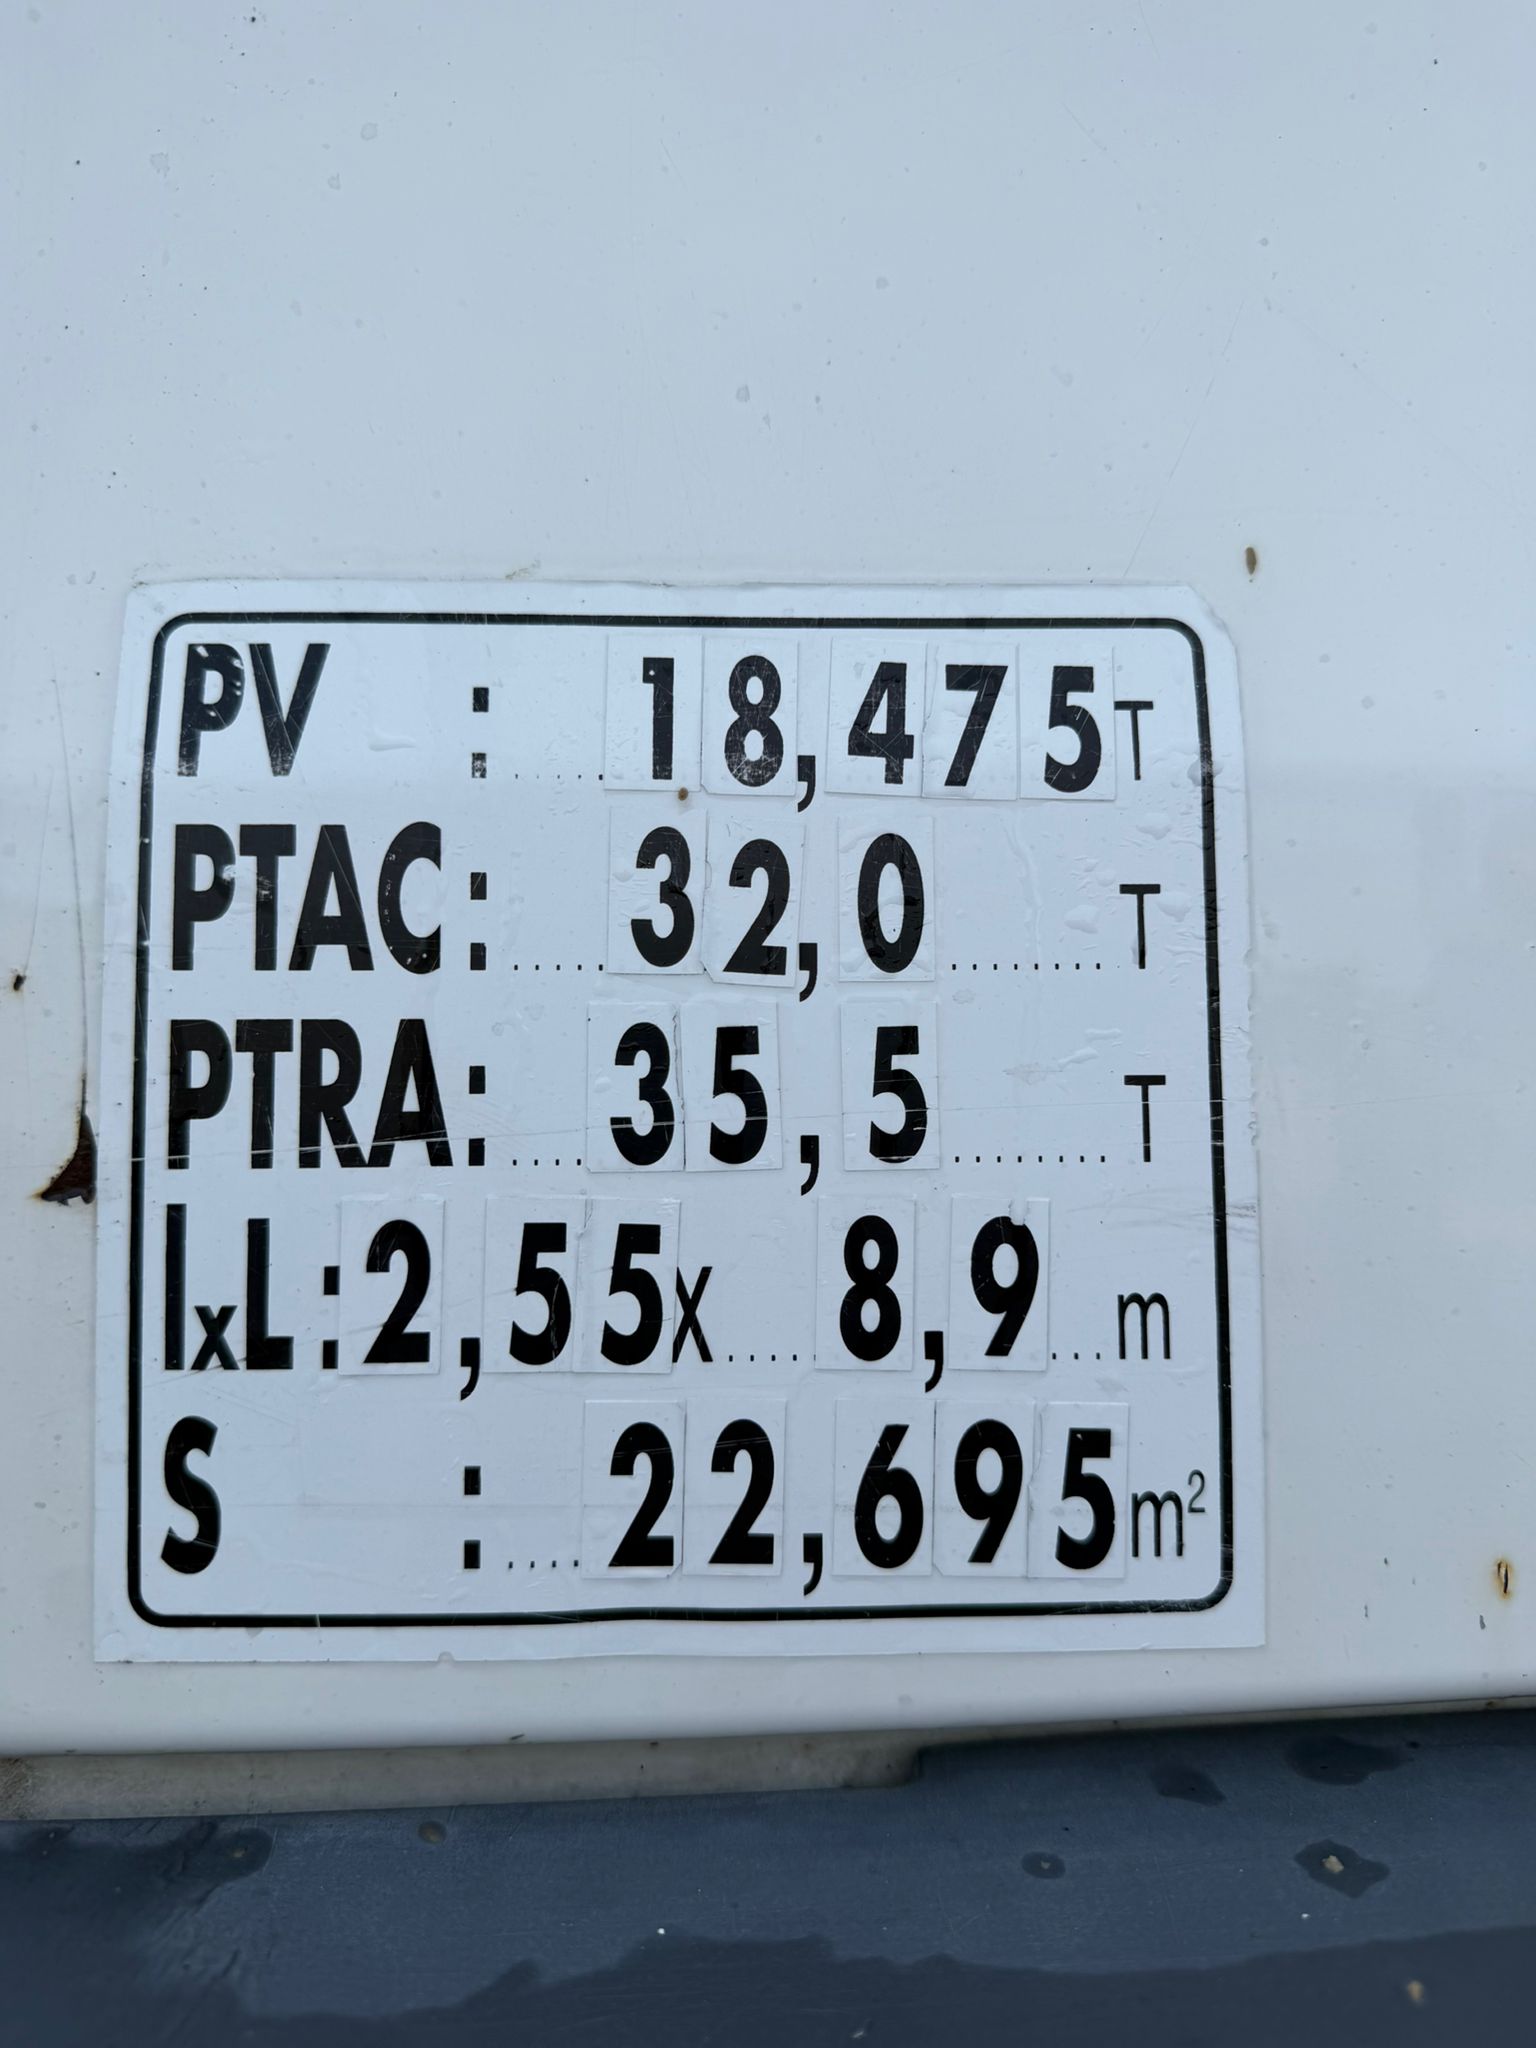 PV : ..... 18,475 T
PTAC : ..... 32,0 ........ T
PTRA : .... 35,5 ........ T
lxL : 2,55 x ..... 8,9 ... m
S : .... 22,695 m²